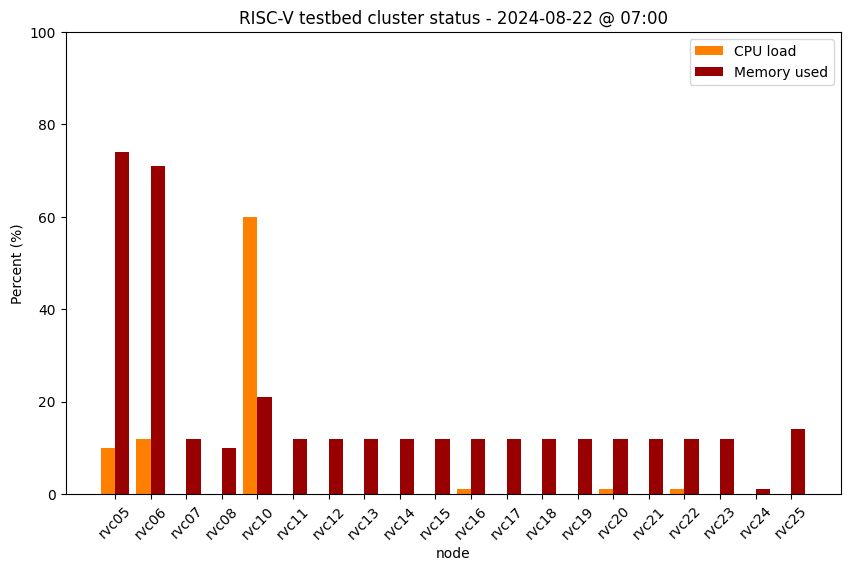 RISC-V testbed cluster status - 2024-08-22 @ 07:00
CPU load
Memory used
Percent (%)
100
80
60
40
20
0
rvc05
rvc06
rvc07
rvc08
rvc10
rvc11
rvc12
rvc13
rvc14
rvc15
rvc16
rvc17
rvc18
rvc19
rvc20
rvc21
rvc22
rvc23
rvc24
rvc25
node